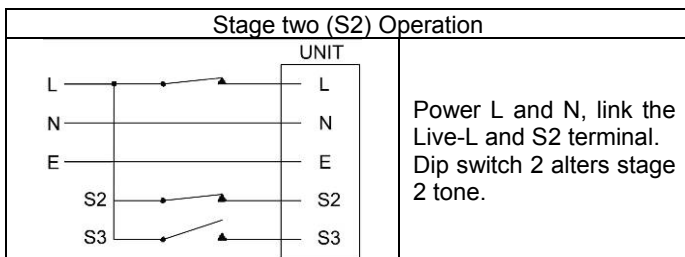 Stage two (S2) Operation
UNIT
L L
N N
E E
S2 S2
S3 S3
Power L and N, link the
Live-L and S2 terminal.
Dip switch 2 alters stage
2 tone.